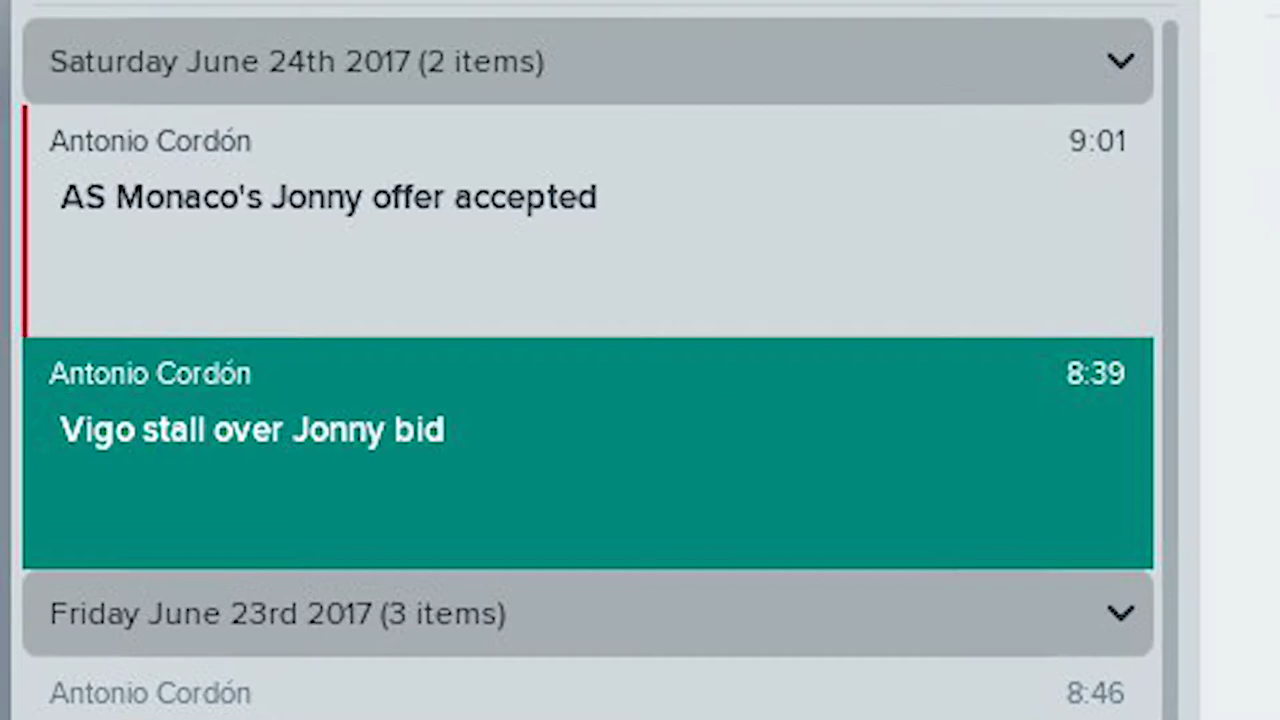 Saturday June 24th 2017 (2 items)
Antonio Cordón 9:01
AS Monaco's Jonny offer accepted
Antonio Cordón 8:39
Vigo stall over Jonny bid
Friday June 23rd 2017 (3 items)
Antonio Cordón 8:46